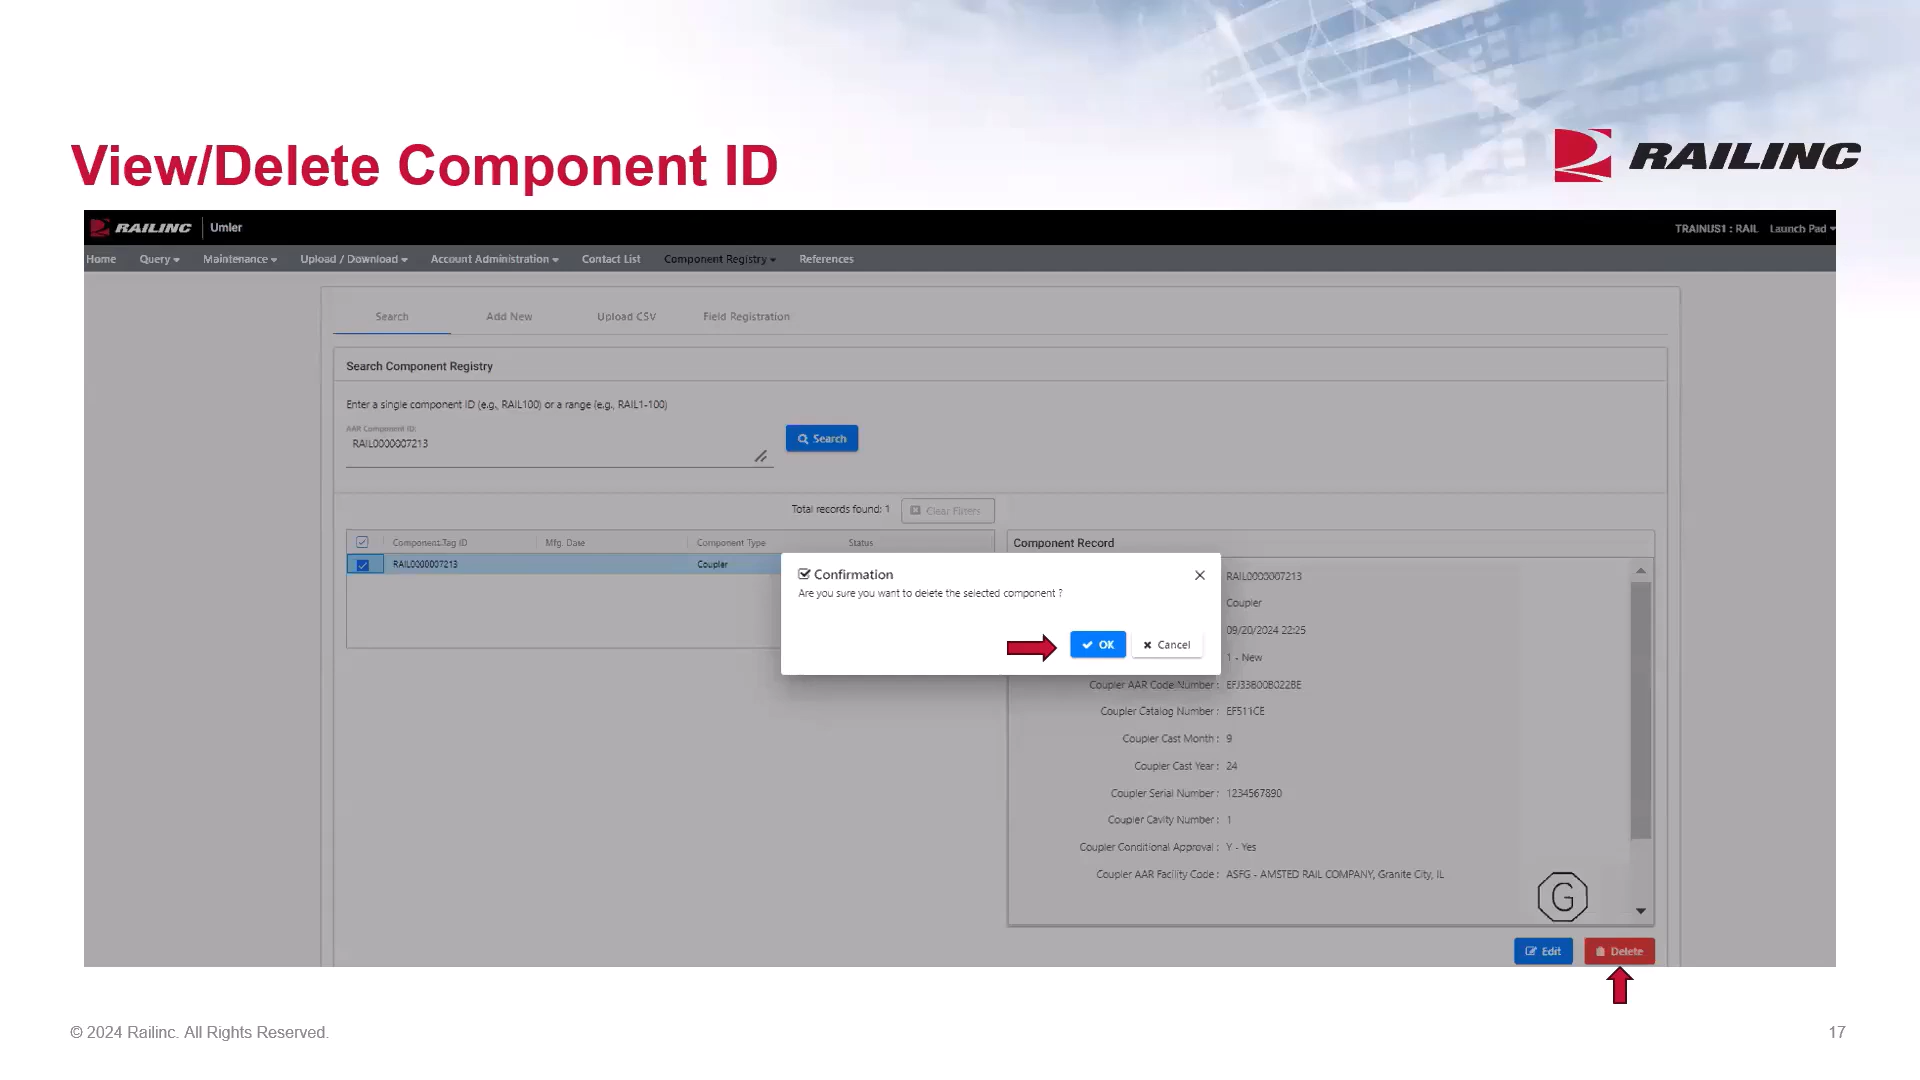 View/Delete Component ID
RAILINC
RAILINC Umler
TRAINUS1 : RAIL Launch Pad
Home Query Maintenance Upload / Download Account Administration Contact List Component Registry References
Search Add New Upload CSV Field Registration
Search Component Registry
Enter a single component ID (e.g., RAIL100) or a range (e.g., RAIL1-100)
AAR Component ID:
RAIL0000007213
Search
Total records found: 1 Clear Filters
Component Tag ID Mfg. Date Component Type Status
RAIL0000007213 Coupler
Component Record
RAIL0000007213
Coupler
09/20/2024 22:25
1 - New
Confirmation
Are you sure you want to delete the selected component ?
OK Cancel
Coupler AAR Code Number : EFJ33B00B022BE
Coupler Catalog Number : EF511CE
Coupler Cast Month : 9
Coupler Cast Year : 24
Coupler Serial Number : 1234567890
Coupler Cavity Number : 1
Coupler Conditional Approval : Y - Yes
Coupler AAR Facility Code : ASFG - AMSTED RAIL COMPANY, Granite City, IL
G
Edit Delete
© 2024 Railinc. All Rights Reserved.
17